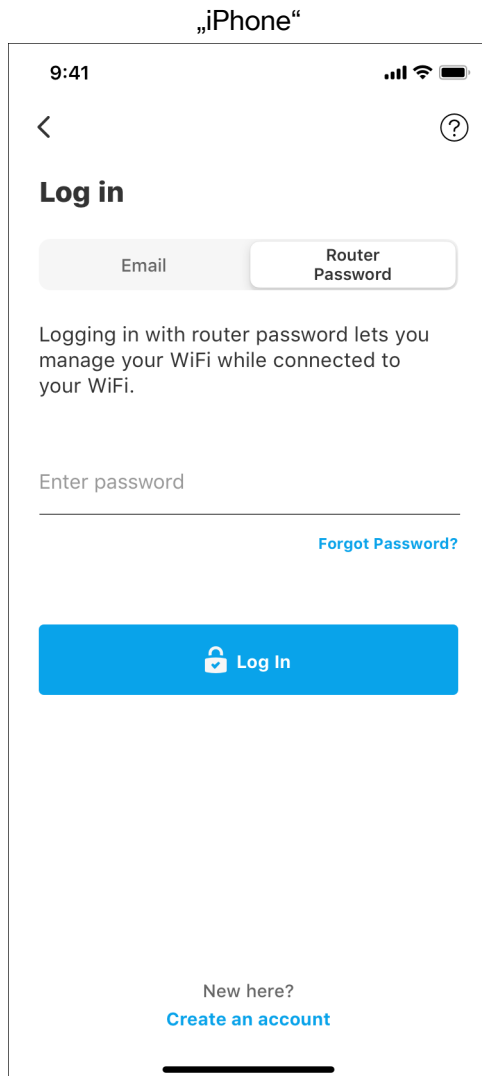 „iPhone“
9:41
?
Log in
Email
Router
Password
Logging in with router password lets you
manage your WiFi while connected to
your WiFi.
Enter password
Forgot Password?
Log In
New here?
Create an account